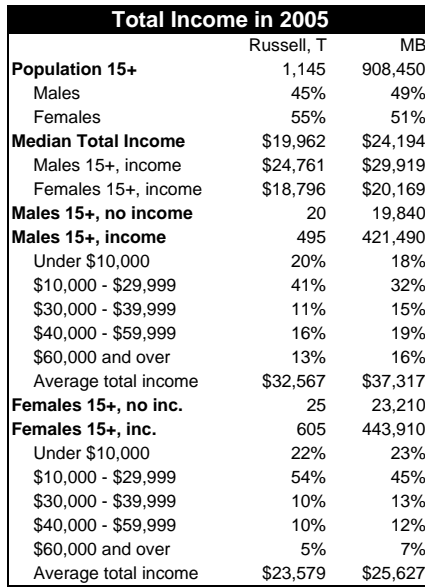 Total Income in 2005
Russell, T MB
Population 15+ 1,145 908,450
Males 45% 49%
Females 55% 51%
Median Total Income $19,962 $24,194
Males 15+, income $24,761 $29,919
Females 15+, income $18,796 $20,169
Males 15+, no income 20 19,840
Males 15+, income 495 421,490
Under $10,000 20% 18%
$10,000 - $29,999 41% 32%
$30,000 - $39,999 11% 15%
$40,000 - $59,999 16% 19%
$60,000 and over 13% 16%
Average total income $32,567 $37,317
Females 15+, no inc. 25 23,210
Females 15+, inc. 605 443,910
Under $10,000 22% 23%
$10,000 - $29,999 54% 45%
$30,000 - $39,999 10% 13%
$40,000 - $59,999 10% 12%
$60,000 and over 5% 7%
Average total income $23,579 $25,627